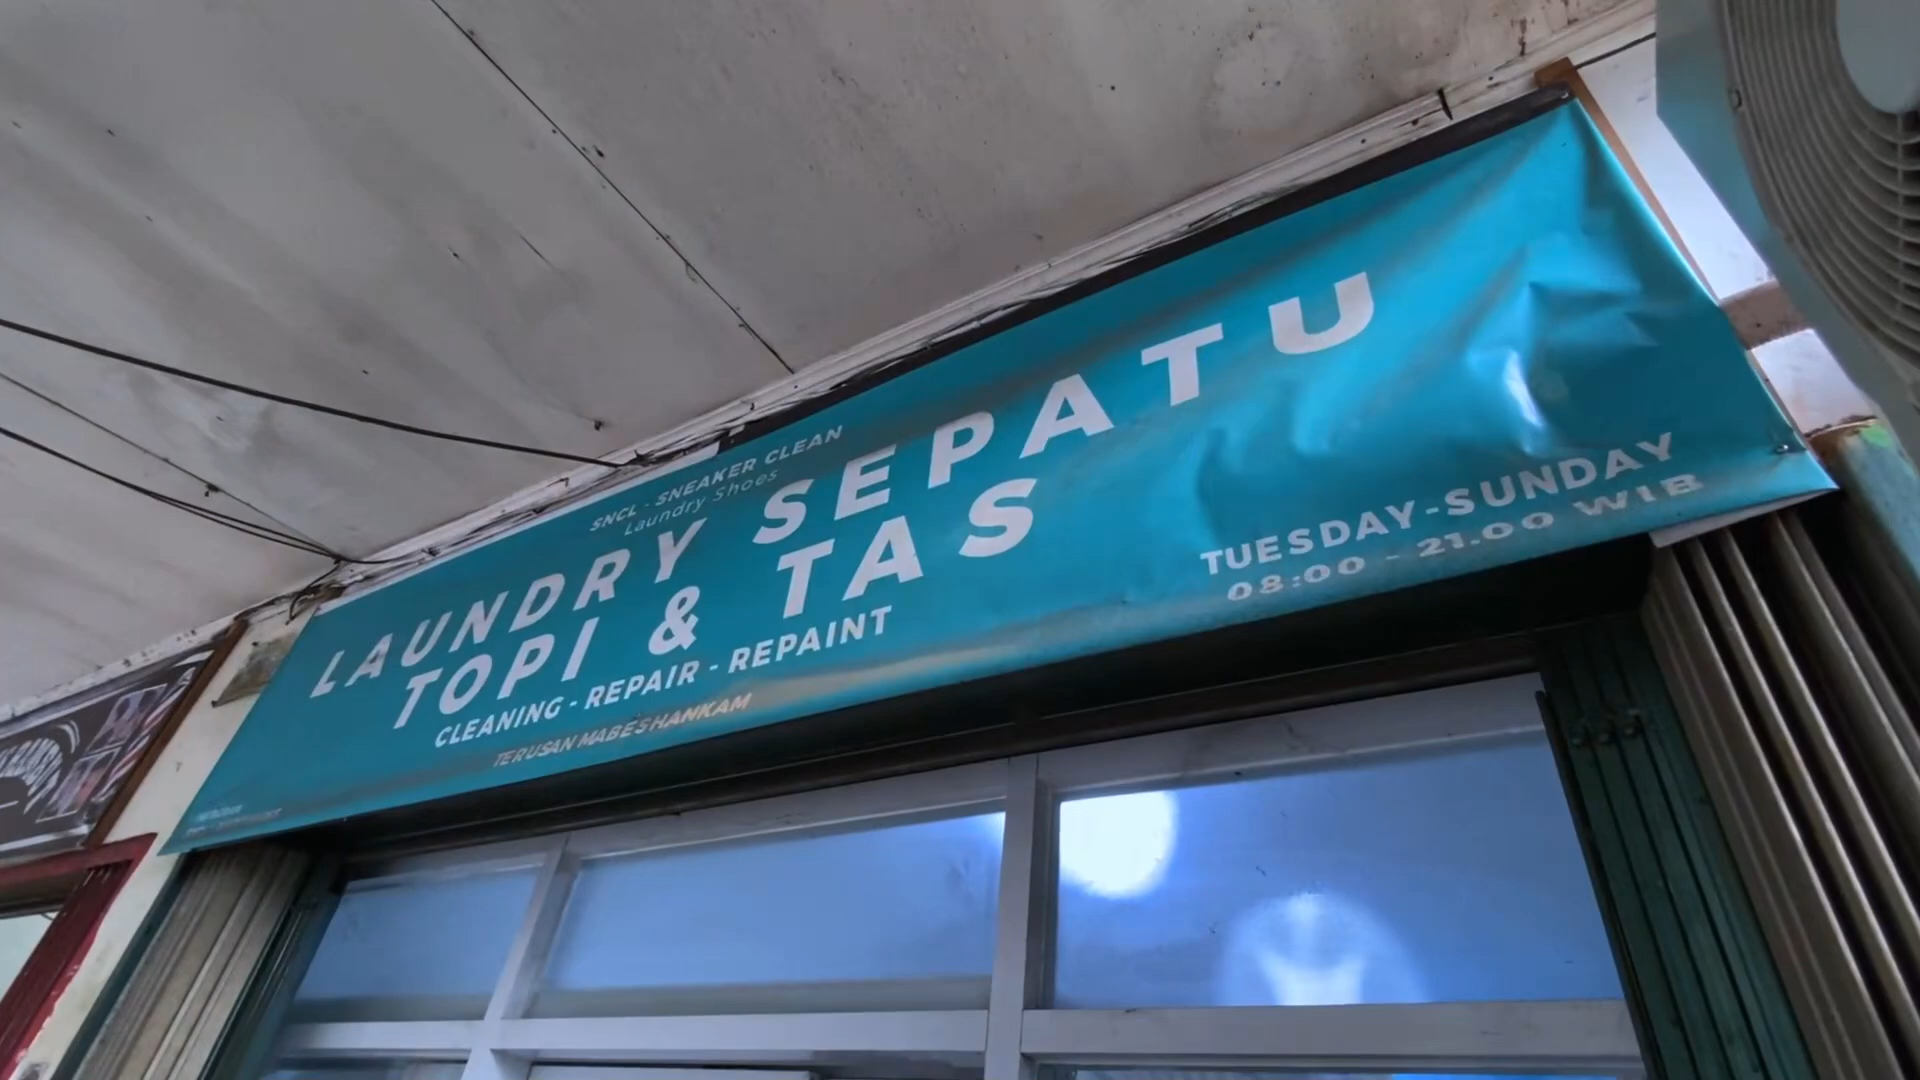 SNCL - SNEAKER CLEAN
Laundry Shoes
LAUNDRY SEPATU
TOPI & TAS
CLEANING - REPAIR - REPAINT
TERUSAN MABES HANKAM
TUESDAY-SUNDAY
08:00 - 21.00 WIB